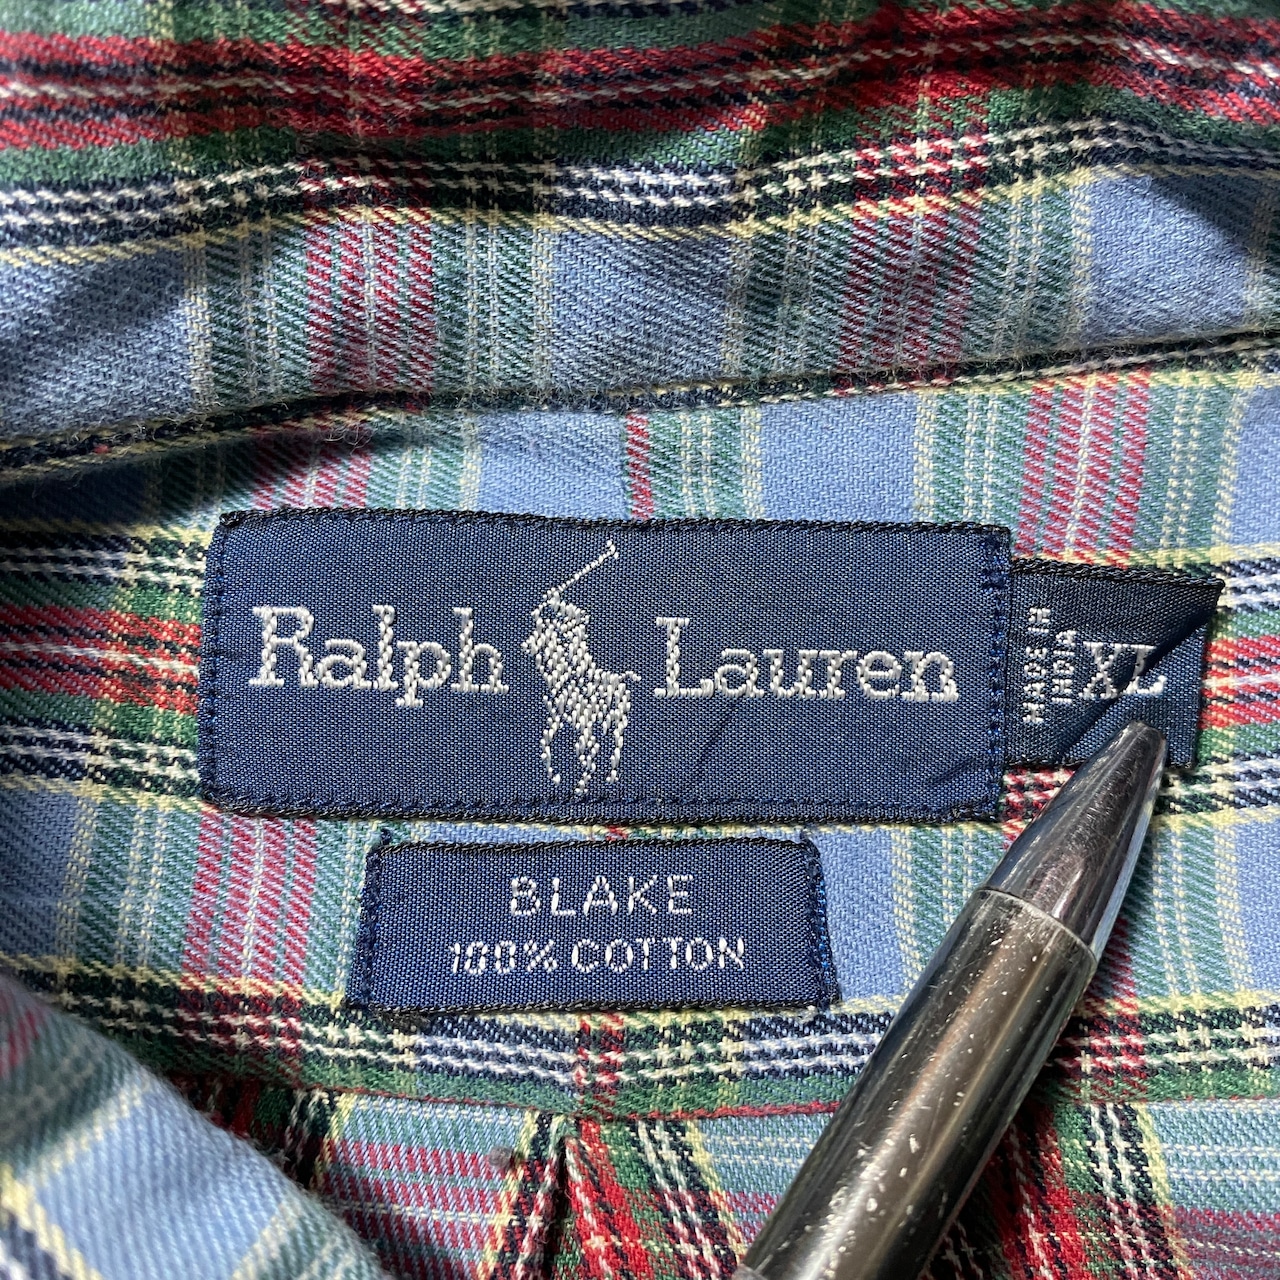 Ralph Lauren
MADE IN
INDIA
XL
BLAKE
100% COTTON